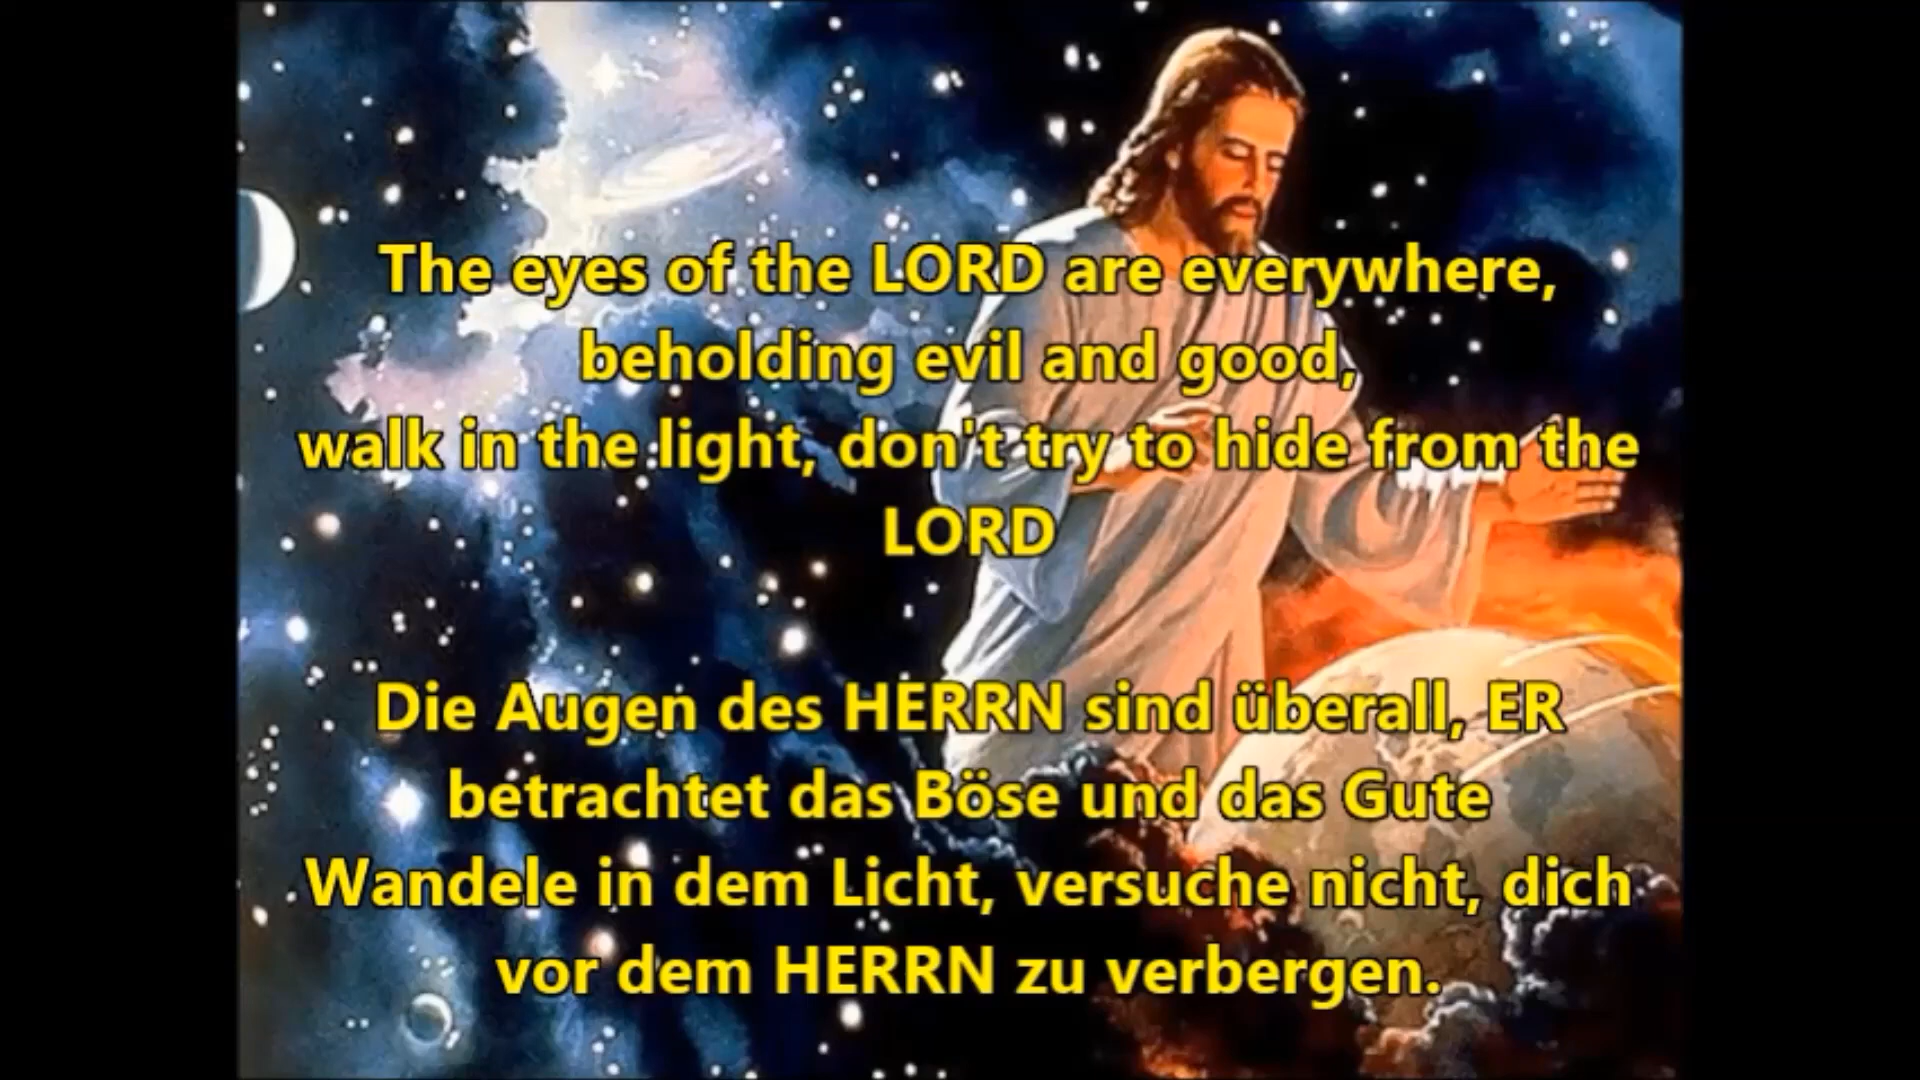 The eyes of the LORD are everywhere,
beholding evil and good,
walk in the light, don't try to hide from the
LORD
Die Augen des HERRN sind überall, ER
betrachtet das Böse und das Gute
Wandele in dem Licht, versuche nicht, dich
vor dem HERRN zu verbergen.